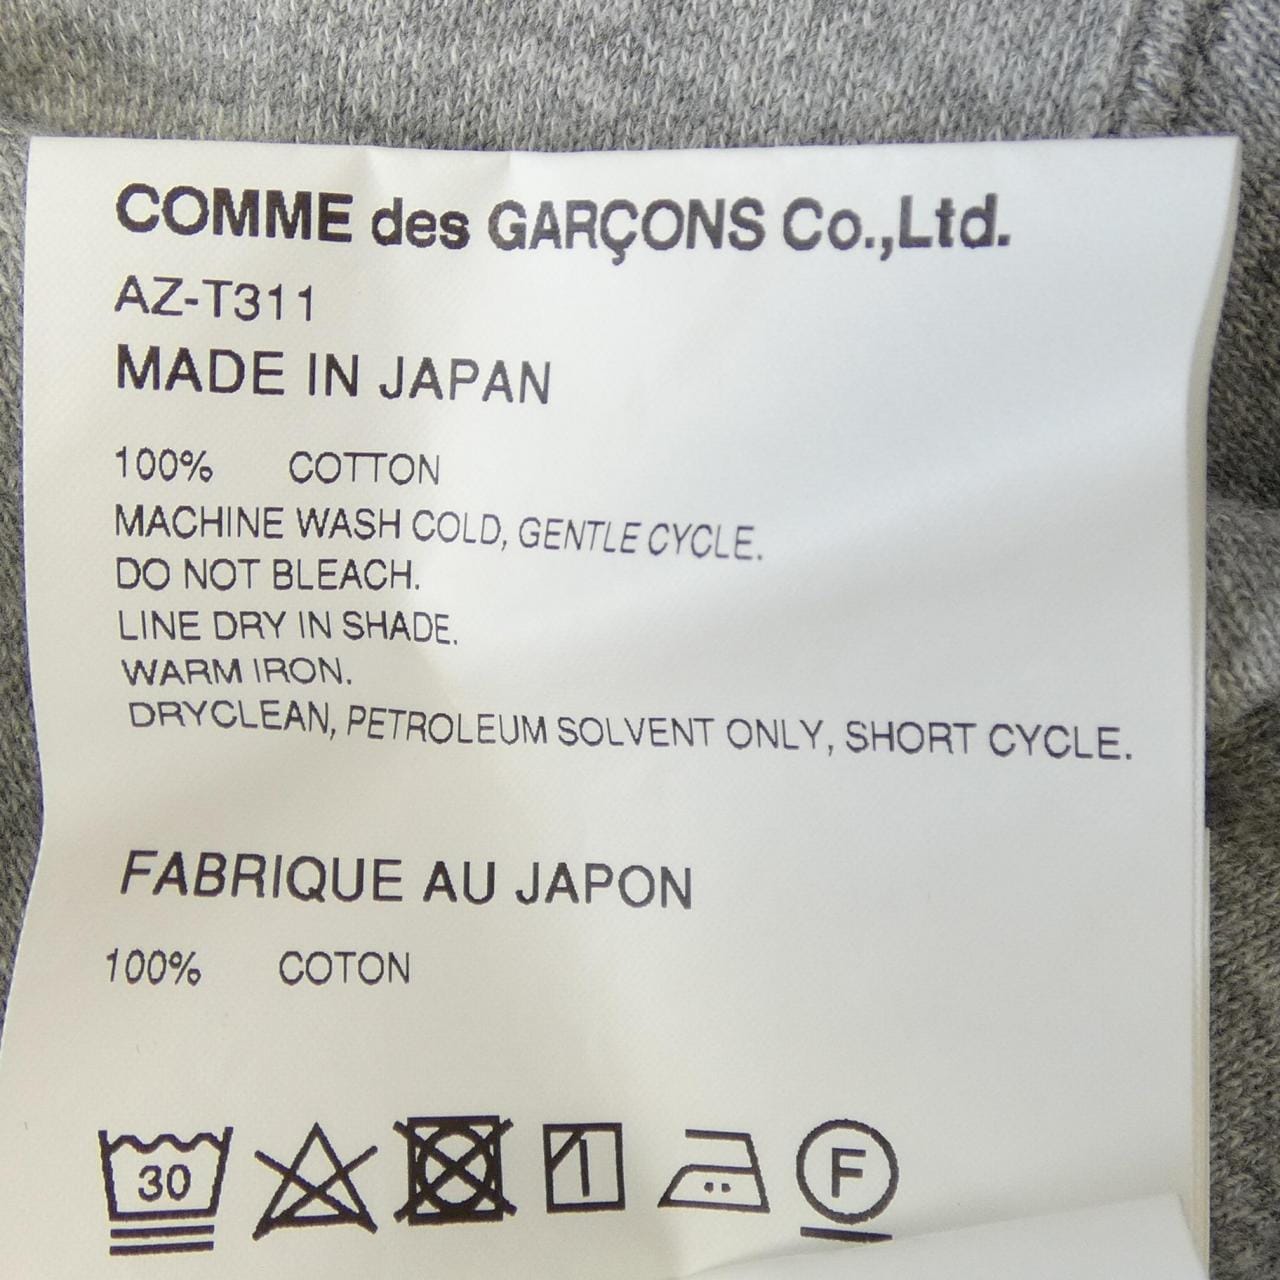 COMME des GARÇONS Co.,Ltd.
AZ-T311
MADE IN JAPAN
100% COTTON
MACHINE WASH COLD, GENTLE CYCLE.
DO NOT BLEACH.
LINE DRY IN SHADE.
WARM IRON.
DRYCLEAN, PETROLEUM SOLVENT ONLY, SHORT CYCLE.
FABRIQUE AU JAPON
100% COTON
30 F